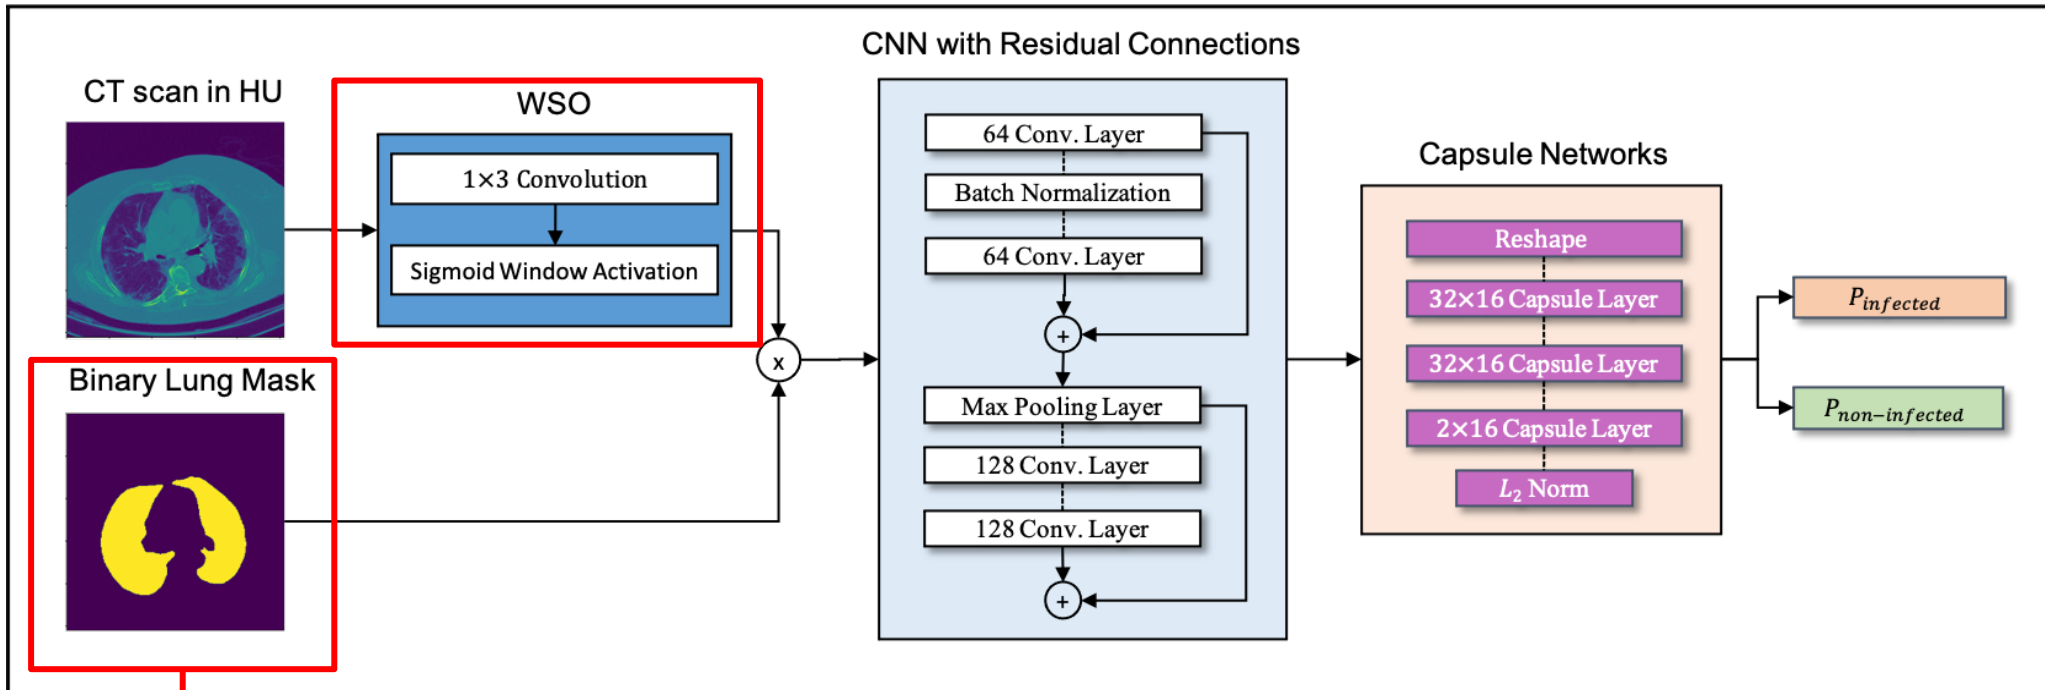 CT scan in HU
WSO
1×3 Convolution
Sigmoid Window Activation
Binary Lung Mask
x
CNN with Residual Connections
64 Conv. Layer
Batch Normalization
64 Conv. Layer
+
Max Pooling Layer
128 Conv. Layer
128 Conv. Layer
+
Capsule Networks
Reshape
32×16 Capsule Layer
32×16 Capsule Layer
2×16 Capsule Layer
L₂ Norm
P_infected
P_non−infected